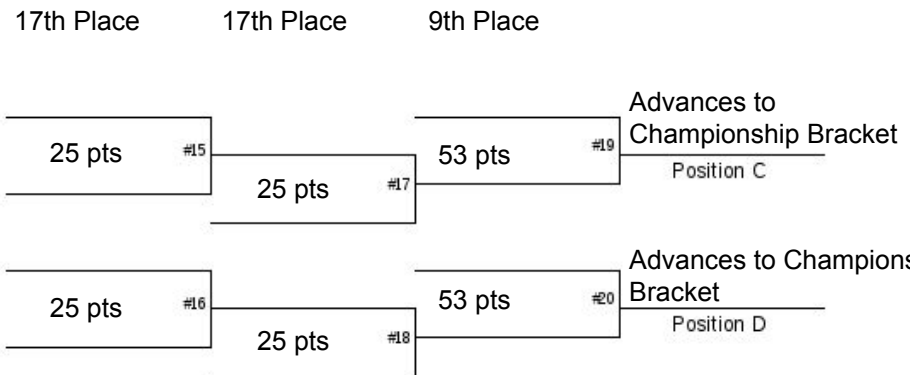 17th Place 17th Place 9th Place
Advances to
Championship Bracket
25 pts #15 53 pts #19
Position C
25 pts #17
Advances to Champions
Bracket
25 pts #16 53 pts #20
Position D
25 pts #18